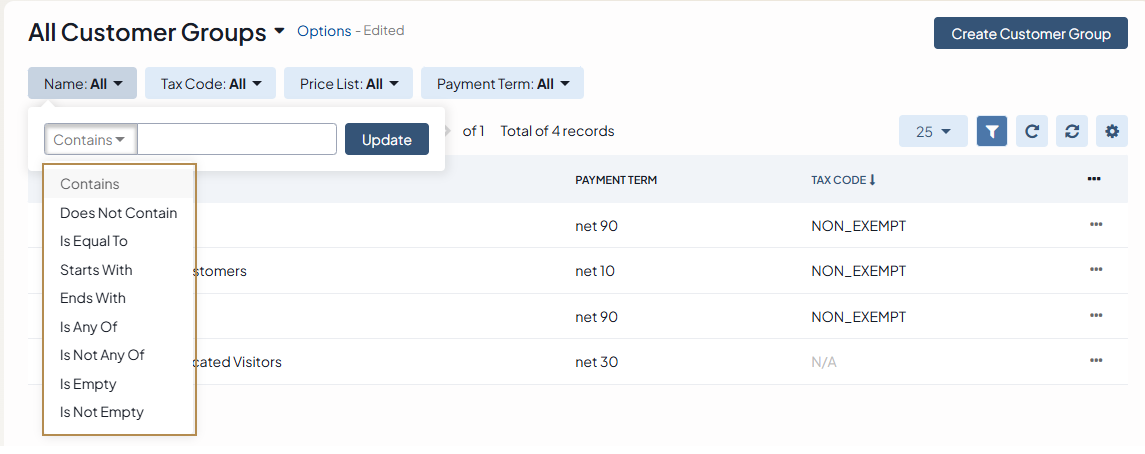 All Customer Groups Options - Edited Create Customer Group
Name: All Tax Code: All Price List: All Payment Term: All
Contains Update of 1 Total of 4 records 25
PAYMENT TERM TAX CODE
Contains
Does Not Contain net 90 NON_EXEMPT
Is Equal To
Starts With net 10 NON_EXEMPT
Ends With
Is Any Of net 90 NON_EXEMPT
Is Not Any Of Visitors net 30 N/A
Is Empty
Is Not Empty